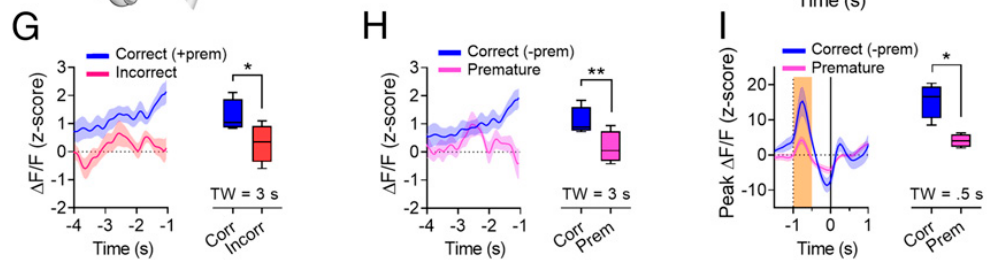 Time (s)
G
Correct (+prem)
Incorrect
ΔF/F (z-score)
3
2
1
0
-1
-2
-4 -3 -2 -1
Time (s)
*
TW = 3 s
Corr
Incorr
H
Correct (-prem)
Premature
ΔF/F (z-score)
3
2
1
0
-1
-2
-4 -3 -2 -1
Time (s)
**
TW = 3 s
Corr
Prem
I
Correct (-prem)
Premature
Peak ΔF/F (z-score)
20
10
0
-10
-1 0 1
Time (s)
*
TW = .5 s
Corr
Prem